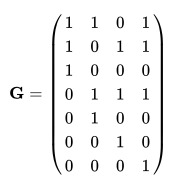 1 1 0 1
1 0 1 1
1 0 0 0
G = 0 1 1 1
0 1 0 0
0 0 1 0
0 0 0 1